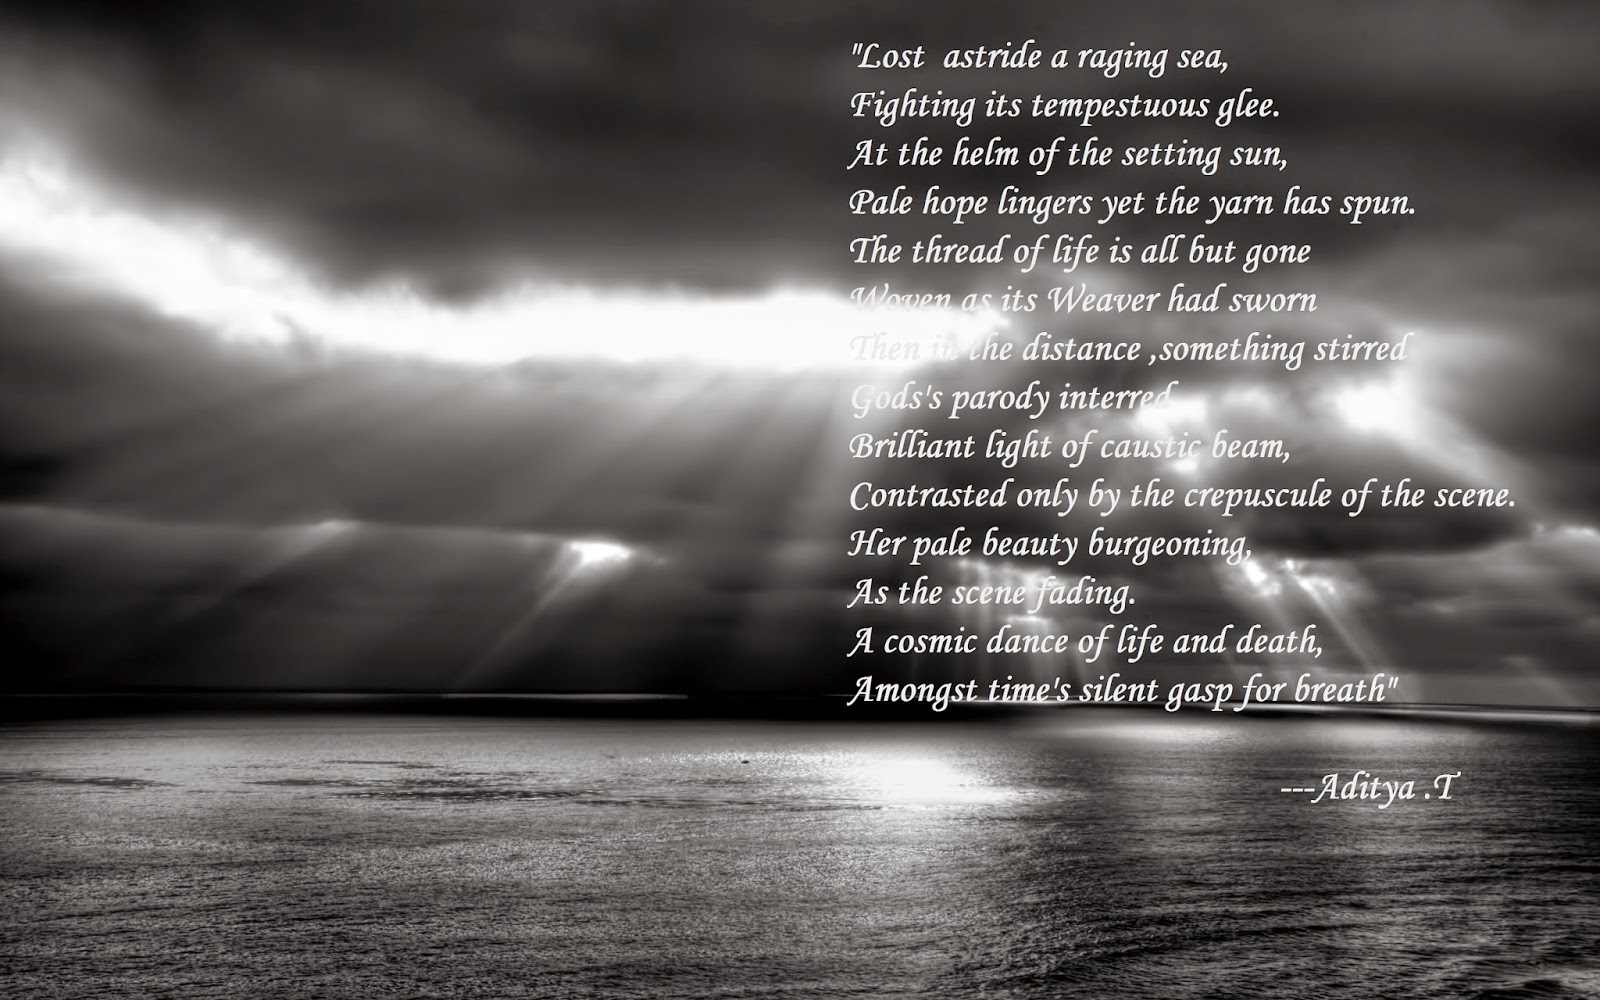 "Lost  astride a raging sea,
Fighting its tempestuous glee.
At the helm of the setting sun,
Pale hope lingers yet the yarn has spun.
The thread of life is all but gone
Woven as its Weaver had sworn
Then in the distance ,something stirred
Gods's parody interred
Brilliant light of caustic beam,
Contrasted only by the crepuscule of the scene.
Her pale beauty burgeoning,
As the scene fading.
A cosmic dance of life and death,
Amongst time's silent gasp for breath"
---Aditya .T